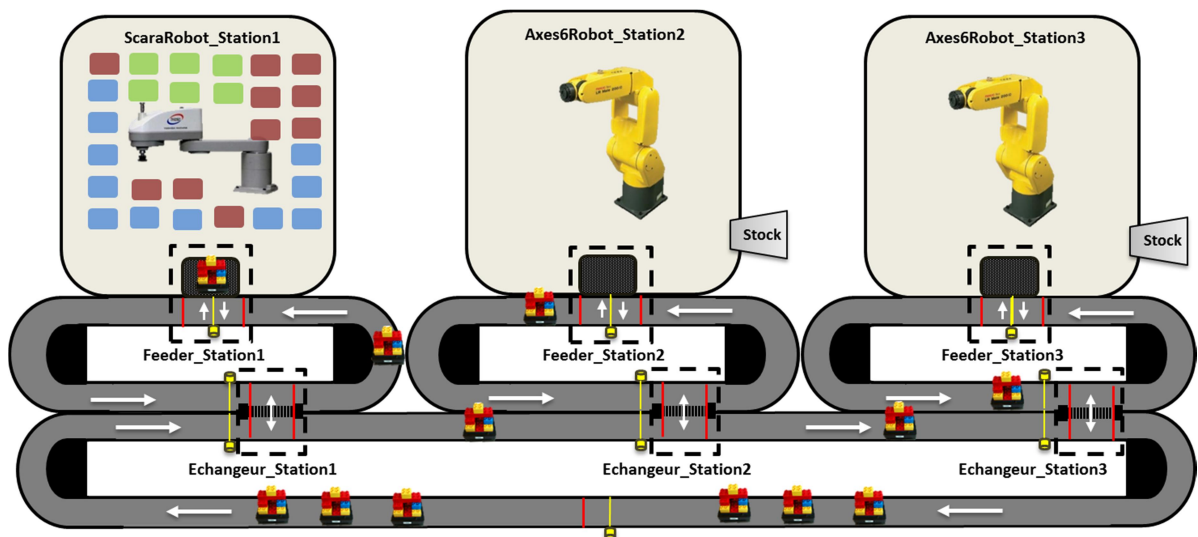 ScaraRobot_Station1
Axes6Robot_Station2
Axes6Robot_Station3
Stock
Stock
Feeder_Station1
Feeder_Station2
Feeder_Station3
Echangeur_Station1
Echangeur_Station2
Echangeur_Station3